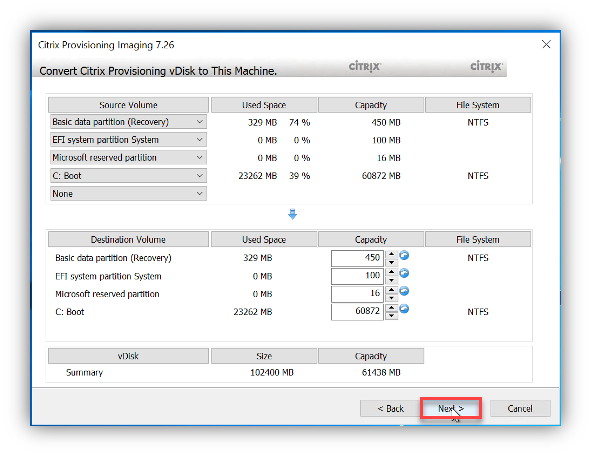 Citrix Provisioning Imaging 7.26
Convert Citrix Provisioning vDisk to This Machine. CİTRIX CİTRIX
Source Volume Used Space Capacity File System
Basic data partition (Recovery) 329 MB 74 % 450 MB NTFS
EFI system partition System 0 MB 0 % 100 MB
Microsoft reserved partition 0 MB 0 % 16 MB
C: Boot 23262 MB 39 % 60872 MB NTFS
None
Destination Volume Used Space Capacity File System
Basic data partition (Recovery) 329 MB 450 NTFS
EFI system partition System 0 MB 100
Microsoft reserved partition 0 MB 16
C: Boot 23262 MB 60872 NTFS
vDisk Size Capacity
Summary 102400 MB 61438 MB
< Back Next > Cancel